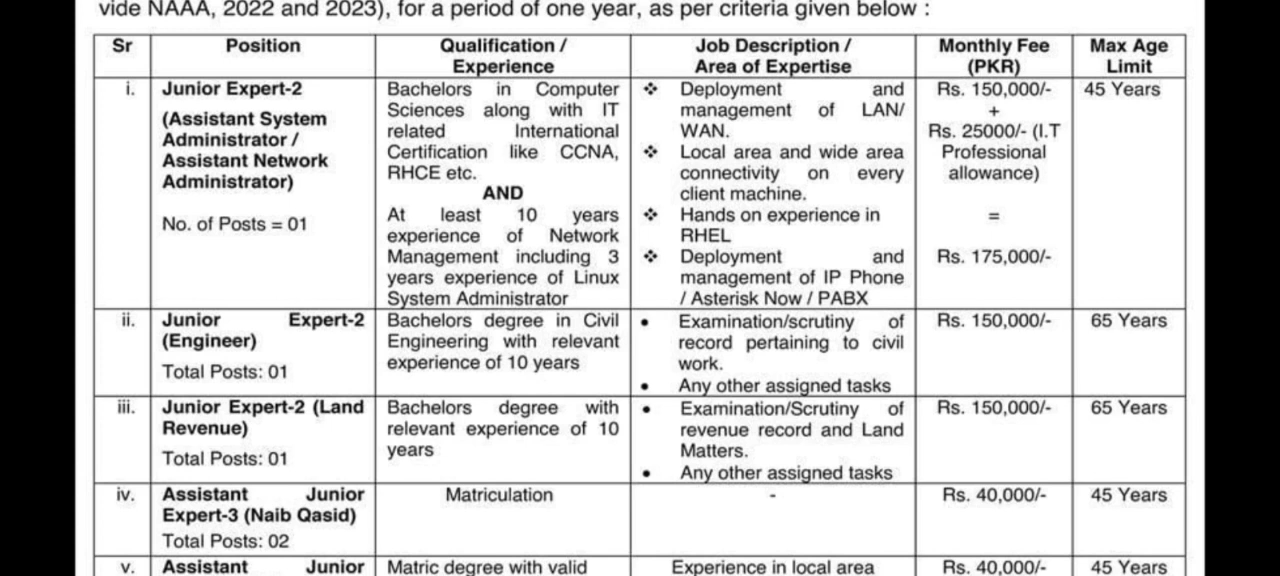 vide NAAA, 2022 and 2023), for a period of one year, as per criteria given below :
Sr
Position
Qualification /
Experience
Job Description /
Area of Expertise
Monthly Fee
(PKR)
Max Age
Limit
i.
Junior Expert-2
(Assistant System
Administrator /
Assistant Network
Administrator)
No. of Posts = 01
Bachelors in Computer
Sciences along with IT
related International
Certification like CCNA,
RHCE etc.
AND
At least 10 years
experience of Network
Management including 3
years experience of Linux
System Administrator
❖ Deployment and
management of LAN/
WAN.
❖ Local area and wide area
connectivity on every
client machine.
❖ Hands on experience in
RHEL
❖ Deployment and
management of IP Phone
/ Asterisk Now / PABX
Rs. 150,000/-
+
Rs. 25000/- (I.T
Professional
allowance)
=
Rs. 175,000/-
45 Years
ii.
Junior Expert-2
(Engineer)
Total Posts: 01
Bachelors degree in Civil
Engineering with relevant
experience of 10 years
• Examination/scrutiny of
record pertaining to civil
work.
• Any other assigned tasks
Rs. 150,000/-
65 Years
iii.
Junior Expert-2 (Land
Revenue)
Total Posts: 01
Bachelors degree with
relevant experience of 10
years
• Examination/Scrutiny of
revenue record and Land
Matters.
• Any other assigned tasks
Rs. 150,000/-
65 Years
iv.
Assistant Junior
Expert-3 (Naib Qasid)
Total Posts: 02
Matriculation
-
Rs. 40,000/-
45 Years
v.
Assistant Junior
Matric degree with valid
Experience in local area
Rs. 40,000/-
45 Years